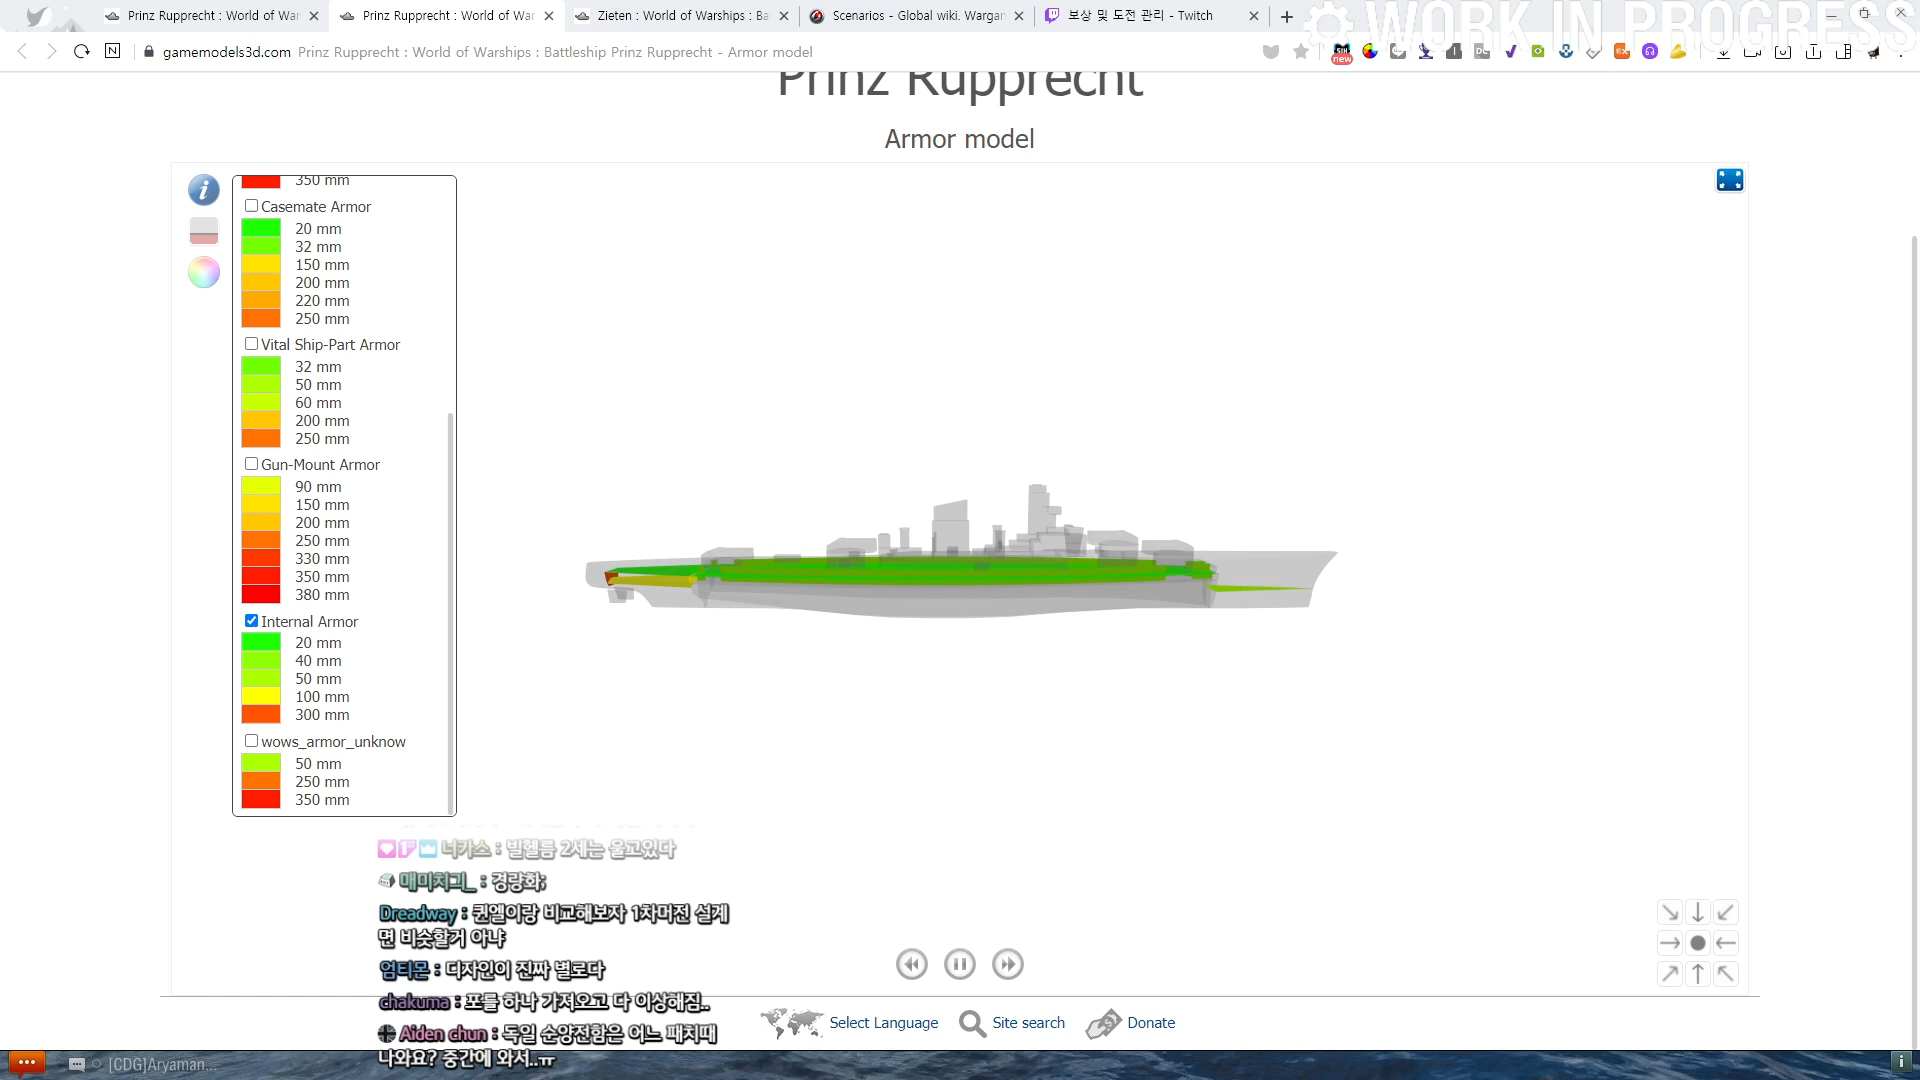 Prinz Rupprecht : World of War
Prinz Rupprecht : World of War
Zieten : World of Warships : Ba
Scenarios - Global wiki. Wargan
보상 및 도전 관리 - Twitch
WORK IN PROGRESS
gamemodels3d.com Prinz Rupprecht : World of Warships : Battleship Prinz Rupprecht - Armor model
new
Prinz Rupprecht
Armor model
350 mm
Casemate Armor
20 mm
32 mm
150 mm
200 mm
220 mm
250 mm
Vital Ship-Part Armor
32 mm
50 mm
60 mm
200 mm
250 mm
Gun-Mount Armor
90 mm
150 mm
200 mm
250 mm
330 mm
350 mm
380 mm
Internal Armor
20 mm
40 mm
50 mm
100 mm
300 mm
wows_armor_unknow
50 mm
250 mm
350 mm
너카스 : 빌헬름 2세는 울고있다
매미치긔_ : 경량화;
Dreadway : 퀸엘이랑 비교해보자 1차머전 설계
면 비슷할거 아냐
엄티몬 : 디자인이 진짜 별로다
chakuma : 포를 하나 가져오고 다 이상해짐..
Aiden chun : 독일 순양전함은 어느 패치때
나와요? 중간에 와서..ㅠ
Select Language
Site search
Donate
[CDG]Aryaman...